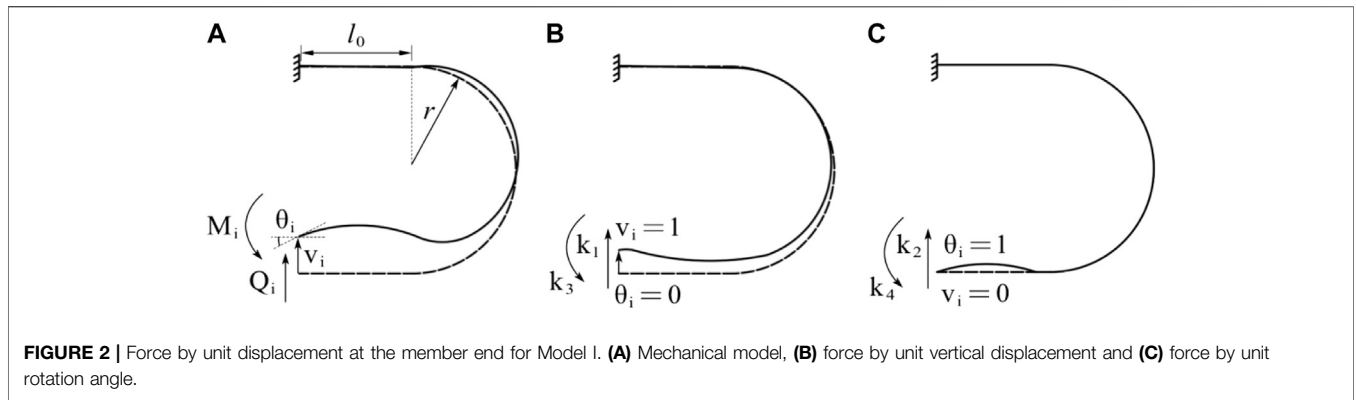 A
l₀
r
Mᵢ
θᵢ
vᵢ
Qᵢ
B
vᵢ=1
k₁
k₃
θᵢ=0
C
k₂
θᵢ=1
k₄
vᵢ=0
FIGURE 2 | Force by unit displacement at the member end for Model I. (A) Mechanical model, (B) force by unit vertical displacement and (C) force by unit
rotation angle.